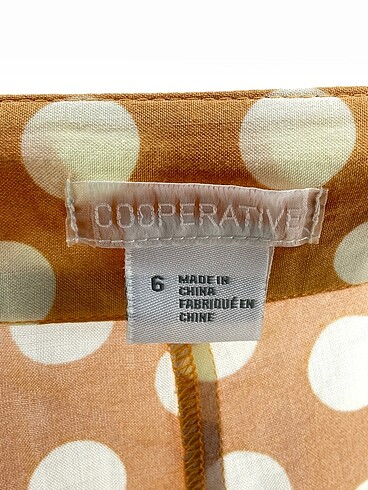 COOPERATIVE
6
MADE IN
CHINA
FABRIQUÉ EN
CHINE